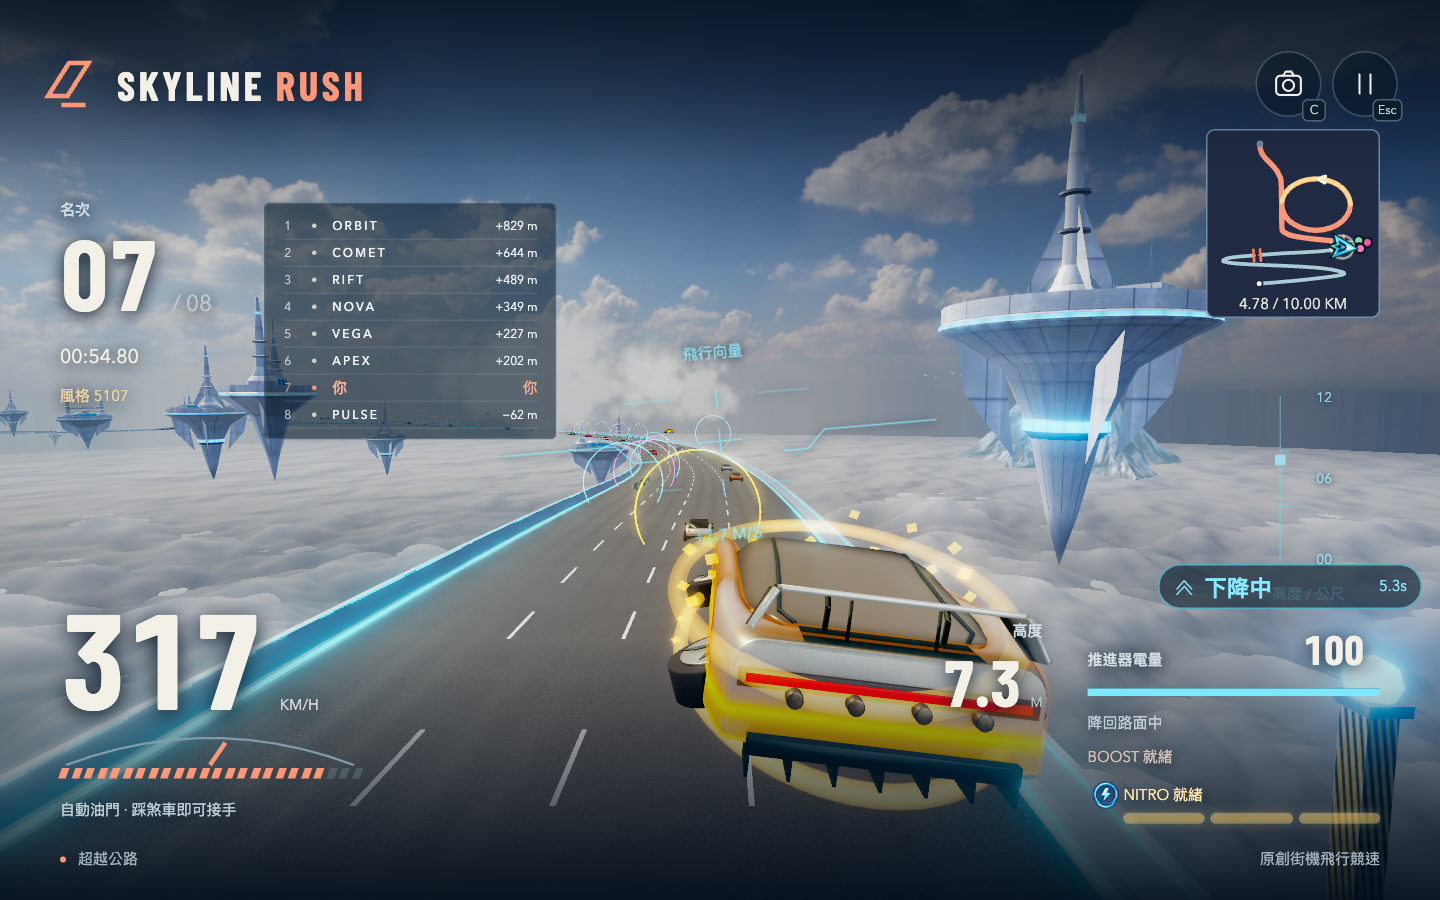 SKYLINE RUSH
C
Esc
4.78 / 10.00 KM
名次
07 / 08
00:54.80
風格 5107
1 • ORBIT +829 m
2 • COMET +644 m
3 • RIFT +489 m
4 • NOVA +349 m
5 • VEGA +227 m
6 • APEX +202 m
7 • 你 你
8 • PULSE −62 m
飛行向量
12
06
00
下降中 5.3s
高度 / 公尺
高度
7.3 M
推進器電量 100
降回路面中
BOOST 就緒
NITRO 就緒
317 KM/H
自動油門 · 踩煞車即可接手
• 超越公路
原創街機飛行競速